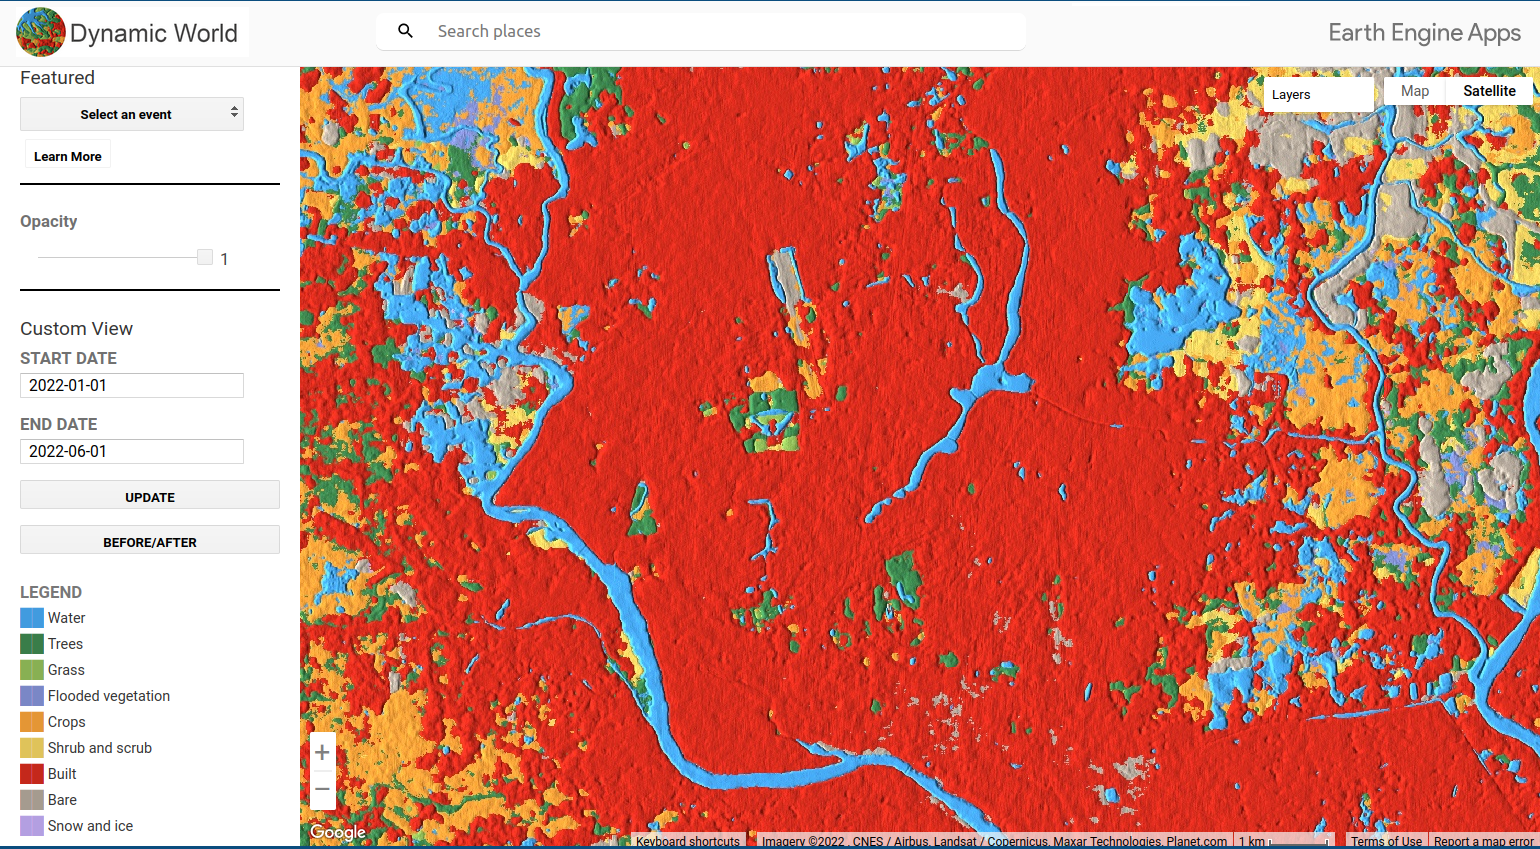 Dynamic World
Search places
Earth Engine Apps
Featured
Select an event
Learn More
Opacity
1
Custom View
START DATE
2022-01-01
END DATE
2022-06-01
UPDATE
BEFORE/AFTER
LEGEND
Water
Trees
Grass
Flooded vegetation
Crops
Shrub and scrub
Built
Bare
Snow and ice
Layers
Map
Satellite
+
−
Google
Keyboard shortcuts
Imagery ©2022 , CNES / Airbus, Landsat / Copernicus, Maxar Technologies, Planet.com
1 km
Terms of Use
Report a map error